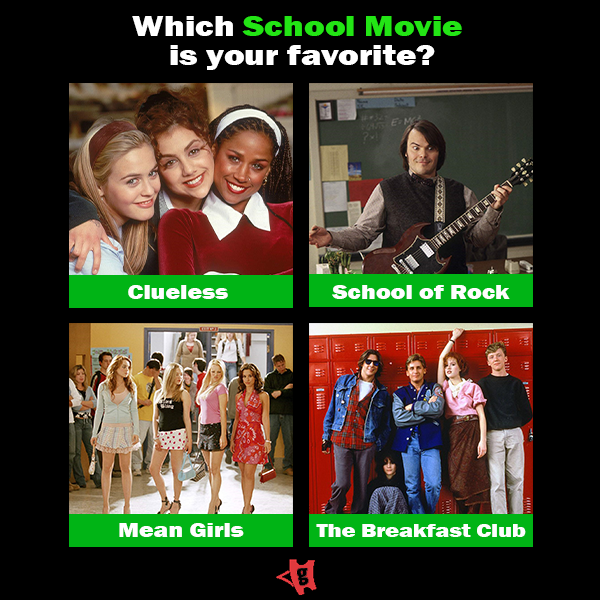 Which School Movie
is your favorite?
Clueless
School of Rock
Mean Girls
The Breakfast Club
g